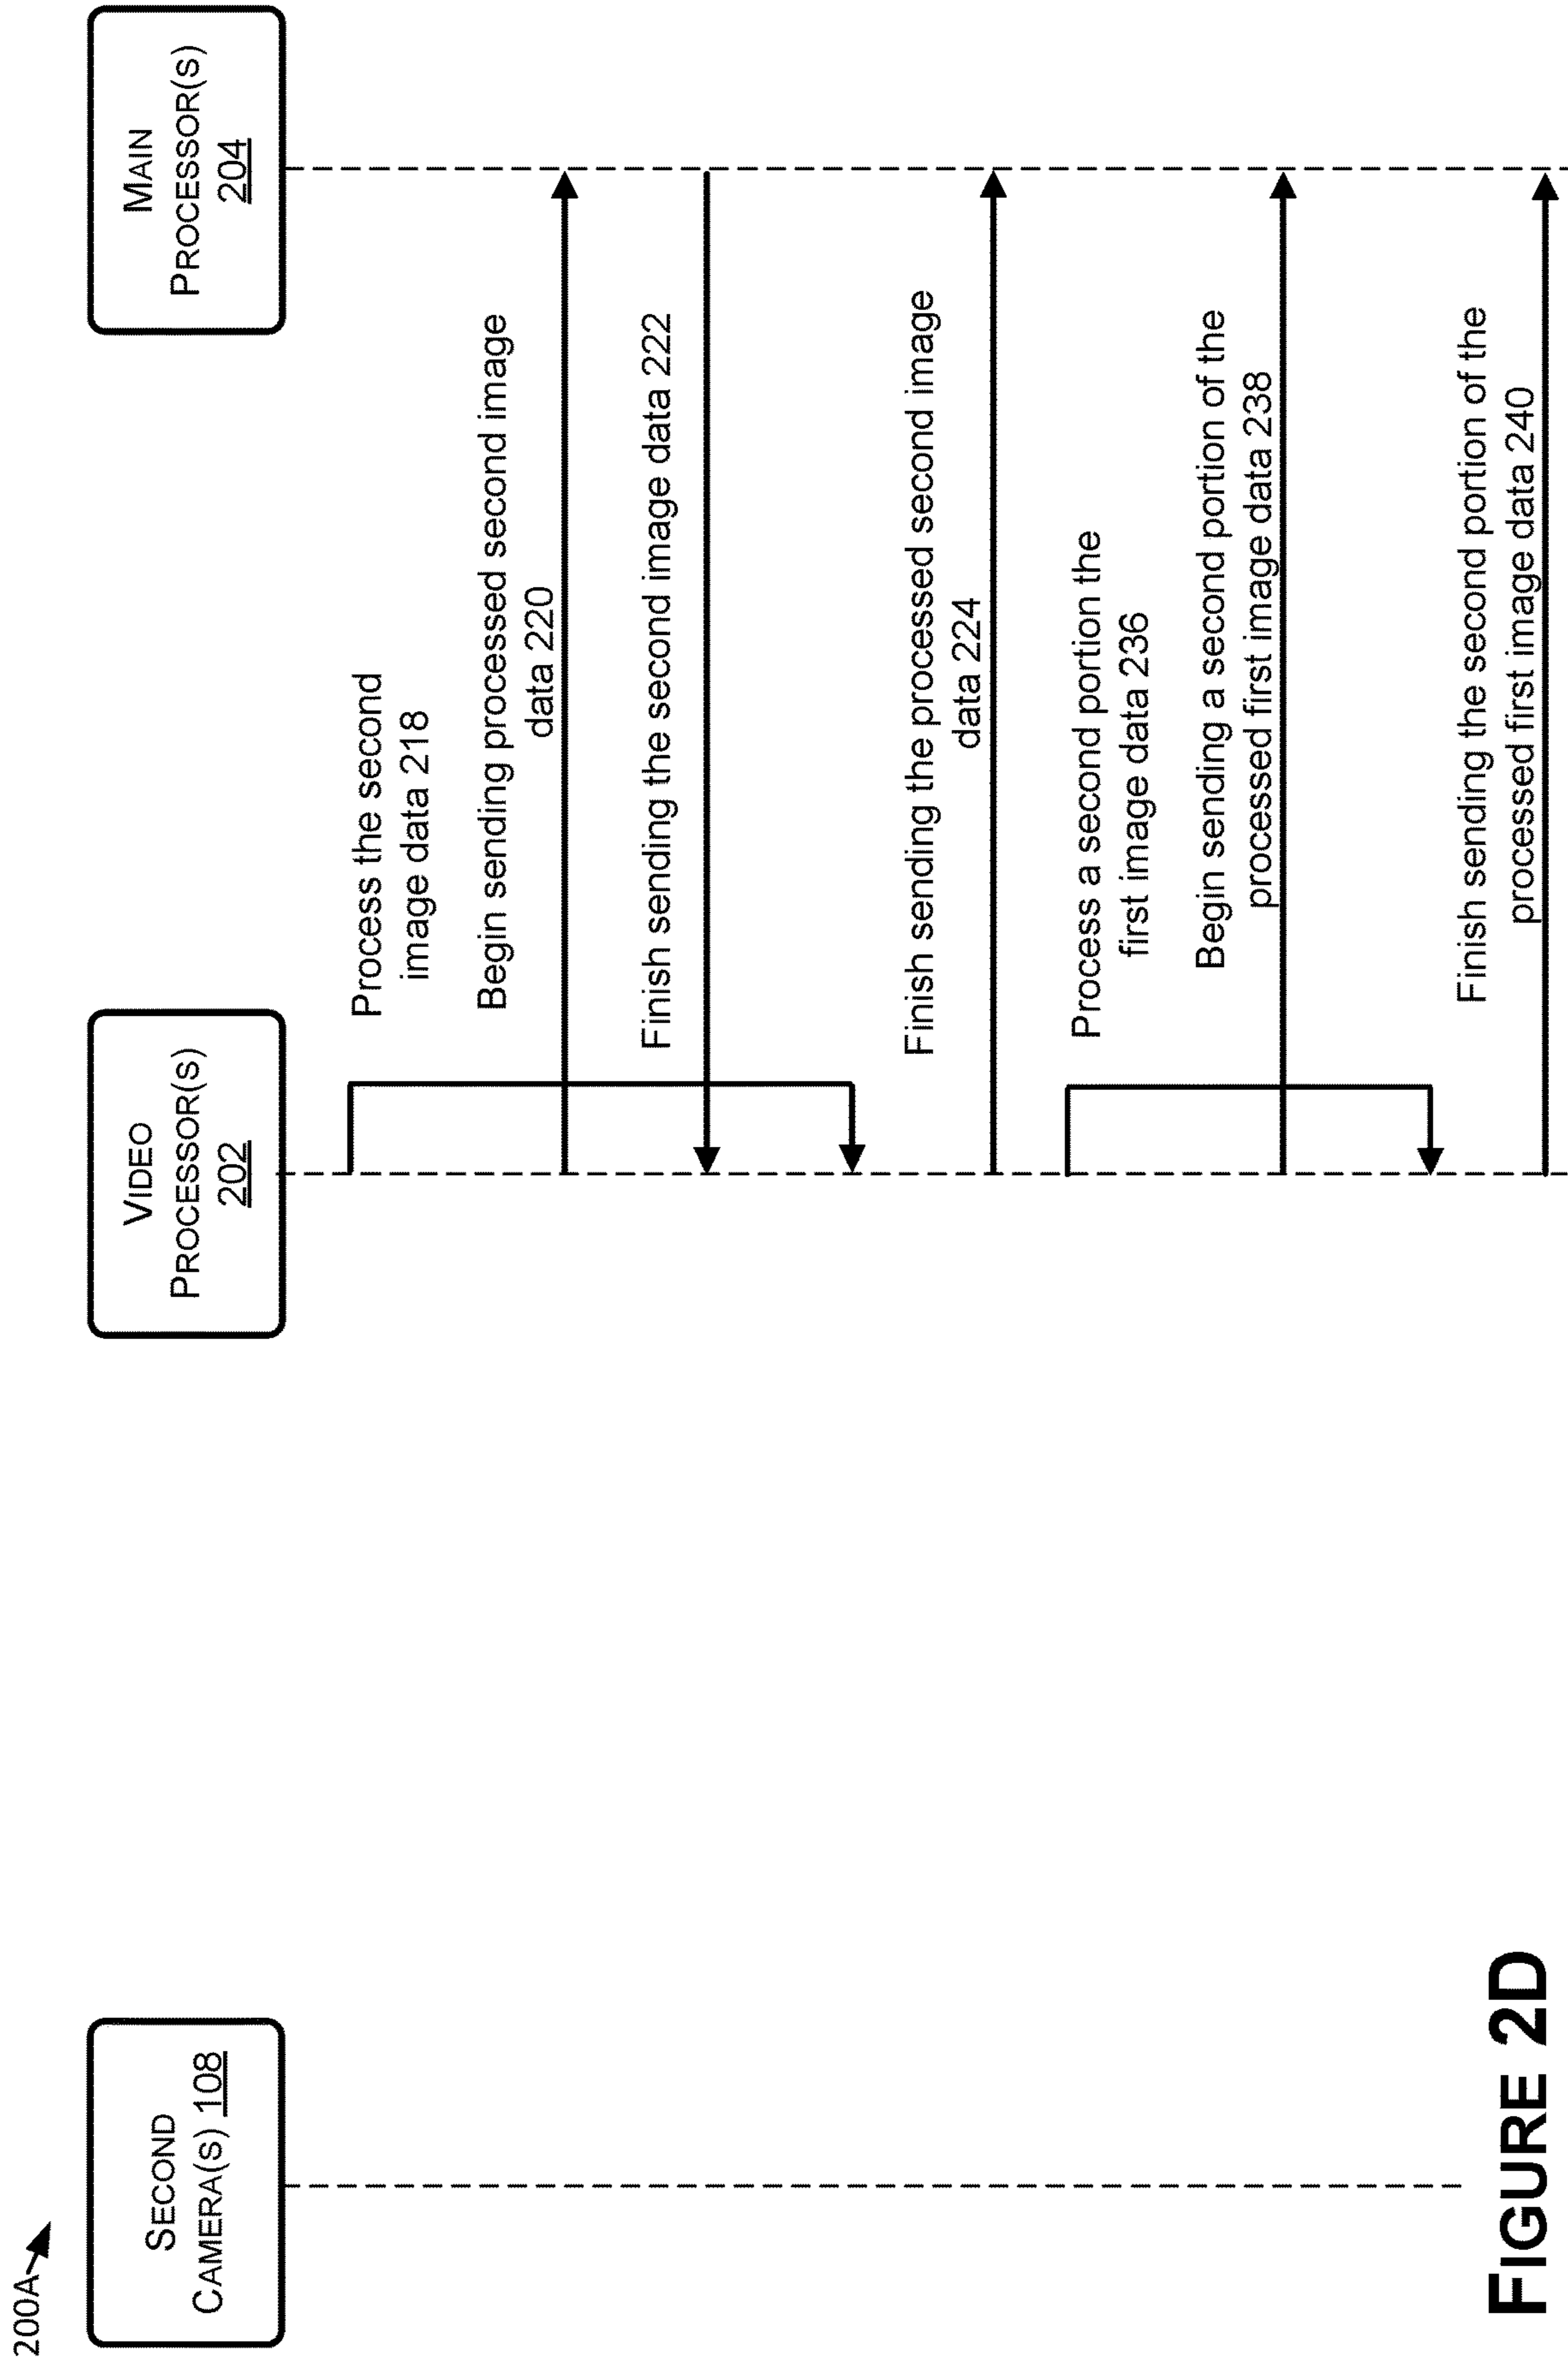 200A
SECOND
CAMERA(S) 108
VIDEO
PROCESSOR(S)
202
MAIN
PROCESSOR(S)
204
Process the second
image data 218
Begin sending processed second image
data 220
Finish sending the second image data 222
Finish sending the processed second image
data 224
Process a second portion the
first image data 236
Begin sending a second portion of the
processed first image data 238
Finish sending the second portion of the
processed first image data 240
FIGURE 2D